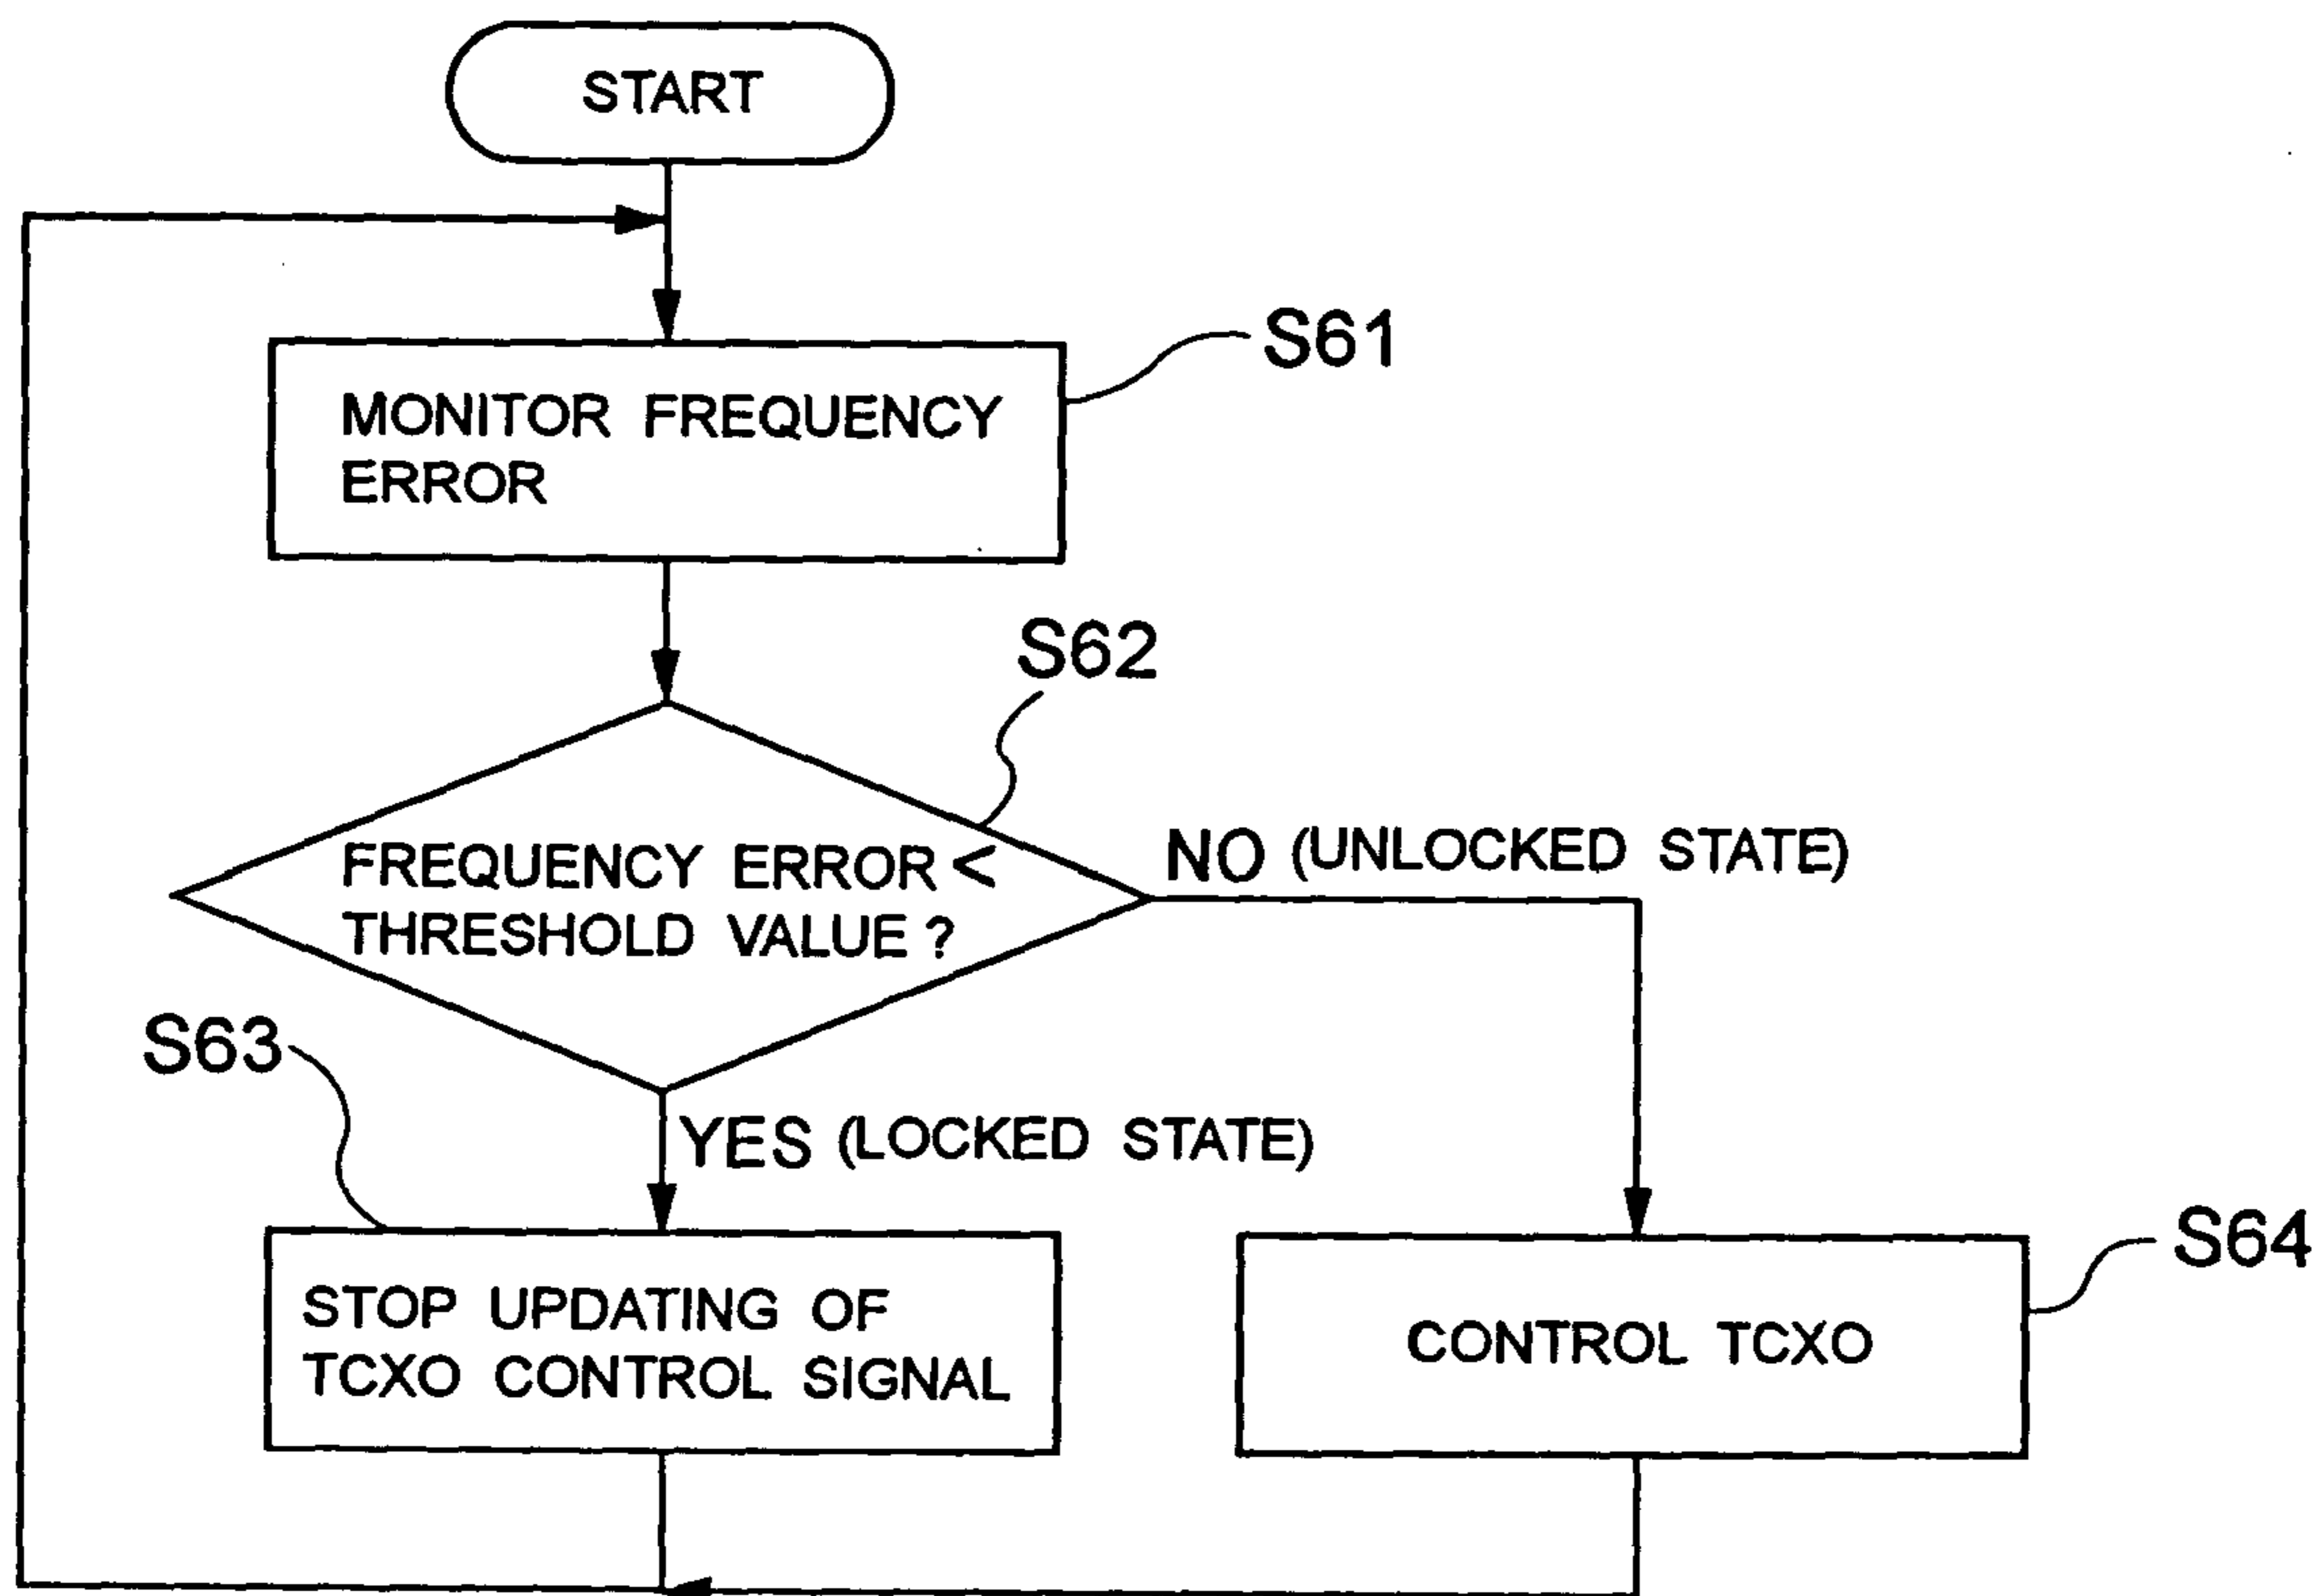 START
S61
MONITOR FREQUENCY
ERROR
S62
FREQUENCY ERROR <
THRESHOLD VALUE ?
NO (UNLOCKED STATE)
S63
YES (LOCKED STATE)
STOP UPDATING OF
TCXO CONTROL SIGNAL
CONTROL TCXO
S64